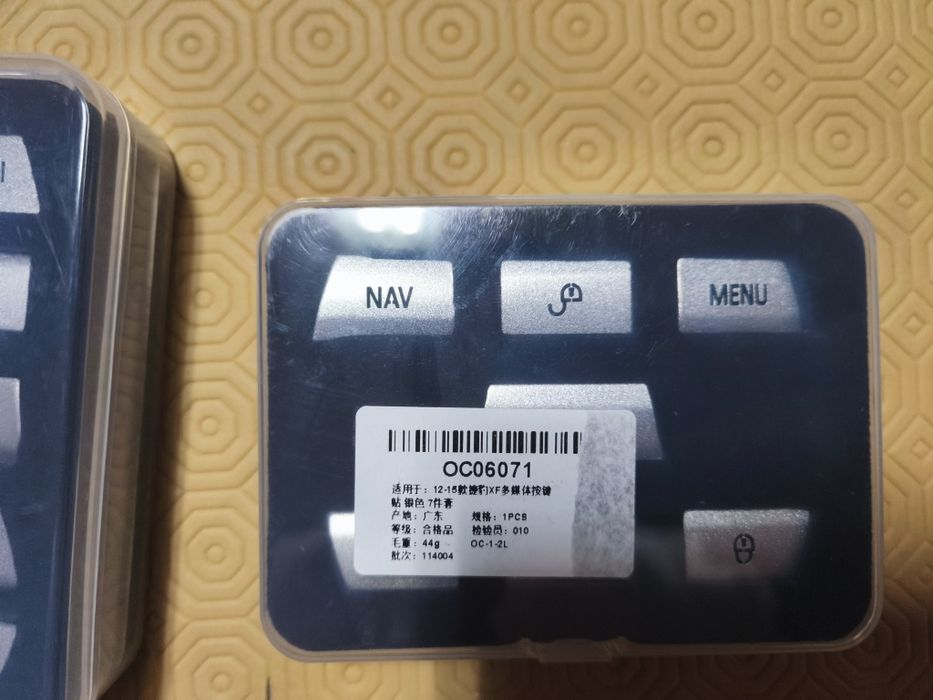 NAV
MENU
OC06071
适用于：12-15款捷豹XF多媒体按键
贴 银色 7件套
产地：广东 规格：1PCS
等级：合格品 检验员：010
毛重：44g OC-1-2L
批次：114004